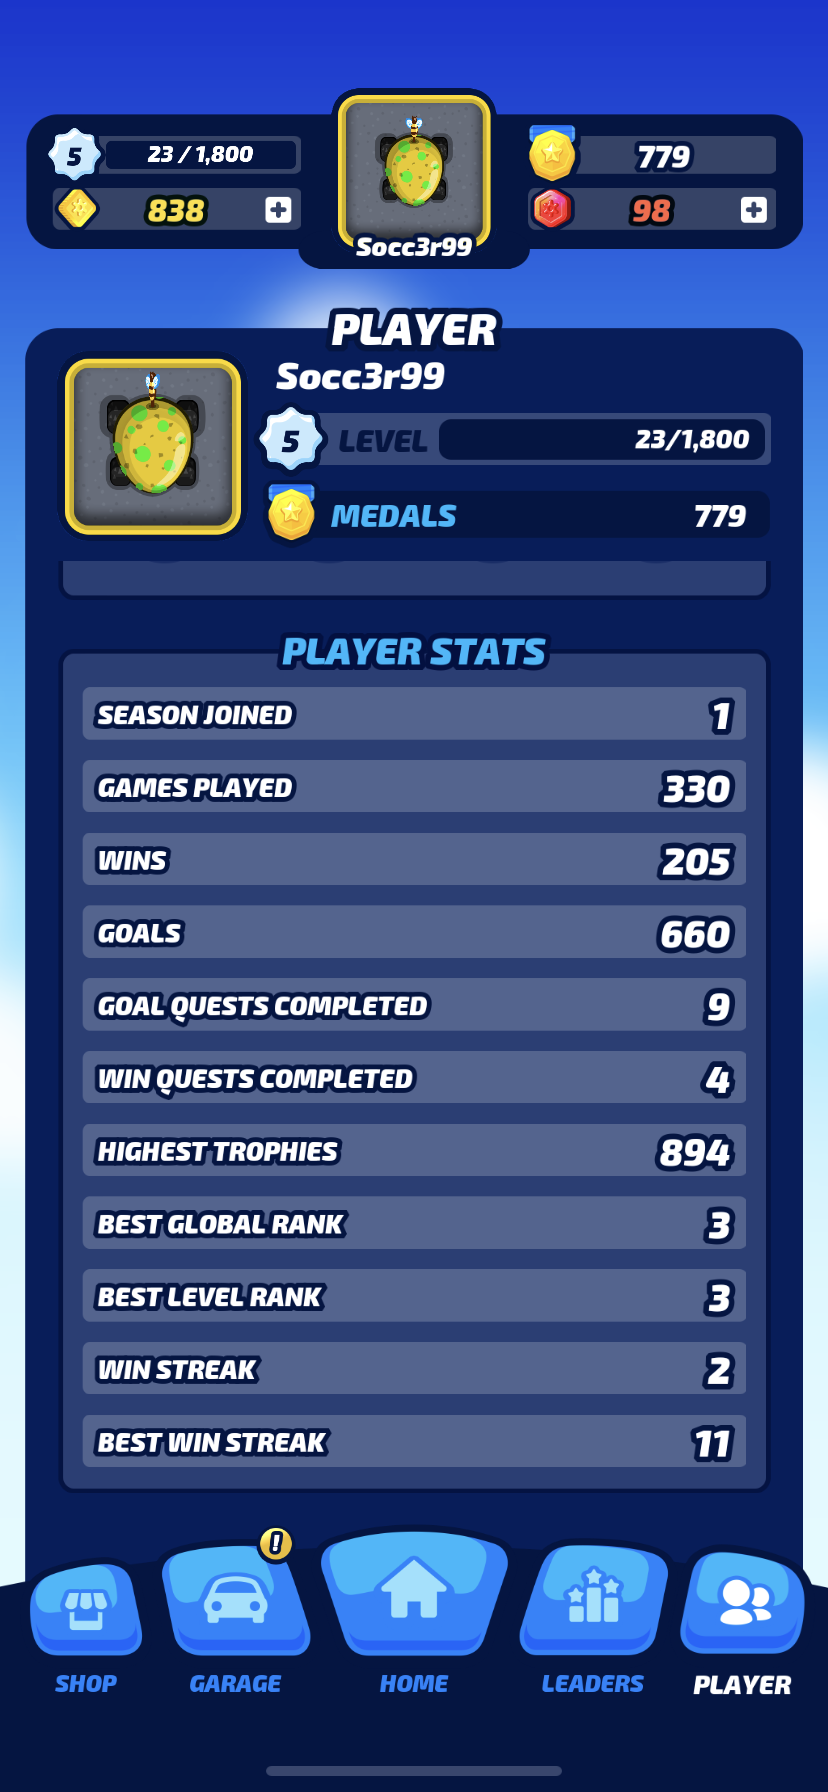 5
23 / 1,800
779
838
98
Socc3r99
PLAYER
Socc3r99
5
LEVEL
23/1,800
MEDALS
779
PLAYER STATS
SEASON JOINED
1
GAMES PLAYED
330
WINS
205
GOALS
660
GOAL QUESTS COMPLETED
9
WIN QUESTS COMPLETED
4
HIGHEST TROPHIES
894
BEST GLOBAL RANK
3
BEST LEVEL RANK
3
WIN STREAK
2
BEST WIN STREAK
11
!
SHOP
GARAGE
HOME
LEADERS
PLAYER